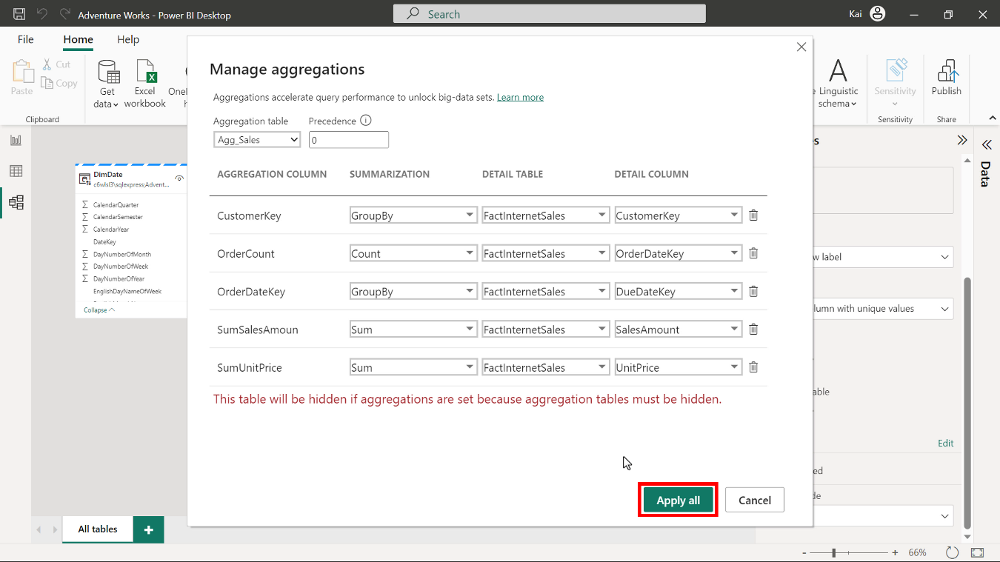 Adventure Works - Power BI Desktop
Search
Kai
File
Home
Help
Paste
Cut
Copy
Clipboard
Get
data
Excel
workbook
Linguistic
schema
Sensitivity
Sensitivity
Publish
Share
Manage aggregations
Aggregations accelerate query performance to unlock big-data sets. Learn more
Aggregation table
Precedence
Agg_Sales
0
AGGREGATION COLUMN SUMMARIZATION DETAIL TABLE DETAIL COLUMN
CustomerKey GroupBy FactInternetSales CustomerKey
OrderCount Count FactInternetSales OrderDateKey
OrderDateKey GroupBy FactInternetSales DueDateKey
SumSalesAmoun Sum FactInternetSales SalesAmount
SumUnitPrice Sum FactInternetSales UnitPrice
This table will be hidden if aggregations are set because aggregation tables must be hidden.
Apply all
Cancel
DimDate
c6wlsl3\sqlexpress;Advent...
CalendarQuarter
CalendarSemester
CalendarYear
DateKey
DayNumberOfMonth
DayNumberOfWeek
DayNumberOfYear
EnglishDayNameOfWeek
Collapse
label
with unique values
Edit
Data
All tables
+
- + 66%